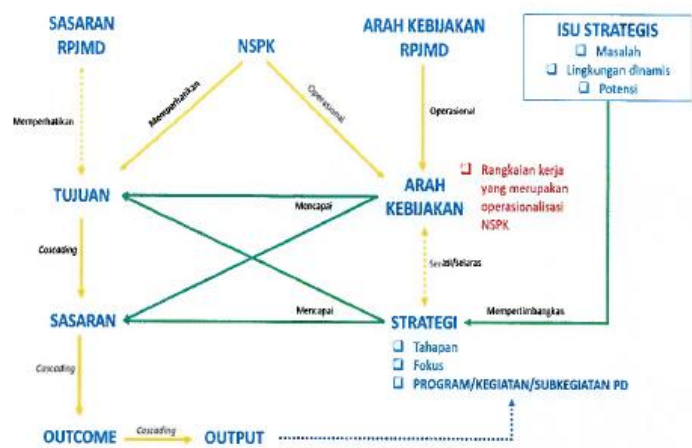 SASARAN
RPJMD
NSPK
ARAH KEBIJAKAN
RPJMD
ISU STRATEGIS
Masalah
Lingkungan dinamis
Potensi
Memperhatikan
Memperhatikan
Operasional
Operasional
TUJUAN
Mencapai
ARAH
KEBIJAKAN
Rangkaian kerja
yang merupakan
operasionalisasi
NSPK
Cascading
Serasi/Selaras
SASARAN
Mencapai
STRATEGI
Mempertimbangkan
Tahapan
Fokus
PROGRAM/KEGIATAN/SUBKEGIATAN PD
Cascading
OUTCOME
Cascading
OUTPUT